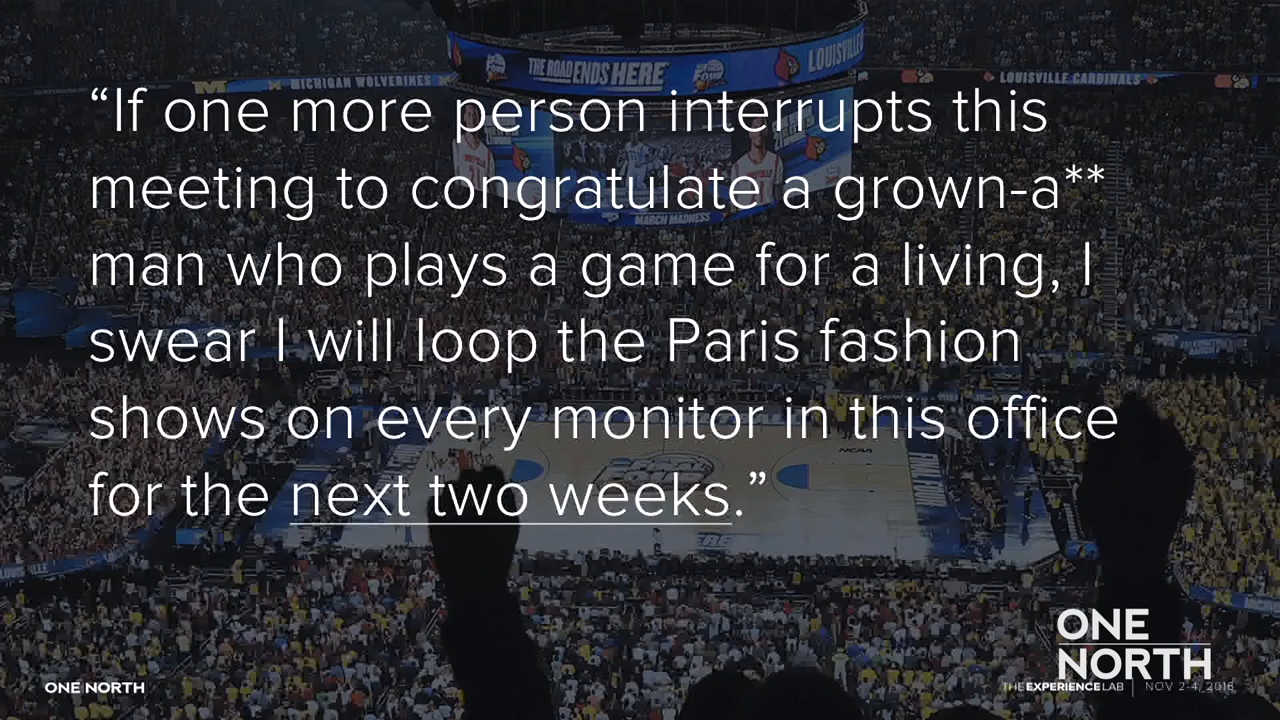 THE ROAD ENDS HERE
LOUISVILLE
MICHIGAN WOLVERINES
LOUISVILLE CARDINALS
“If one more person interrupts this
meeting to congratulate a grown-a**
man who plays a game for a living, I
swear I will loop the Paris fashion
shows on every monitor in this office
for the next two weeks.”
MARCH MADNESS
NCAA
ONE
NORTH
ONE NORTH
THE EXPERIENCE LAB | NOV 2-4, 2016